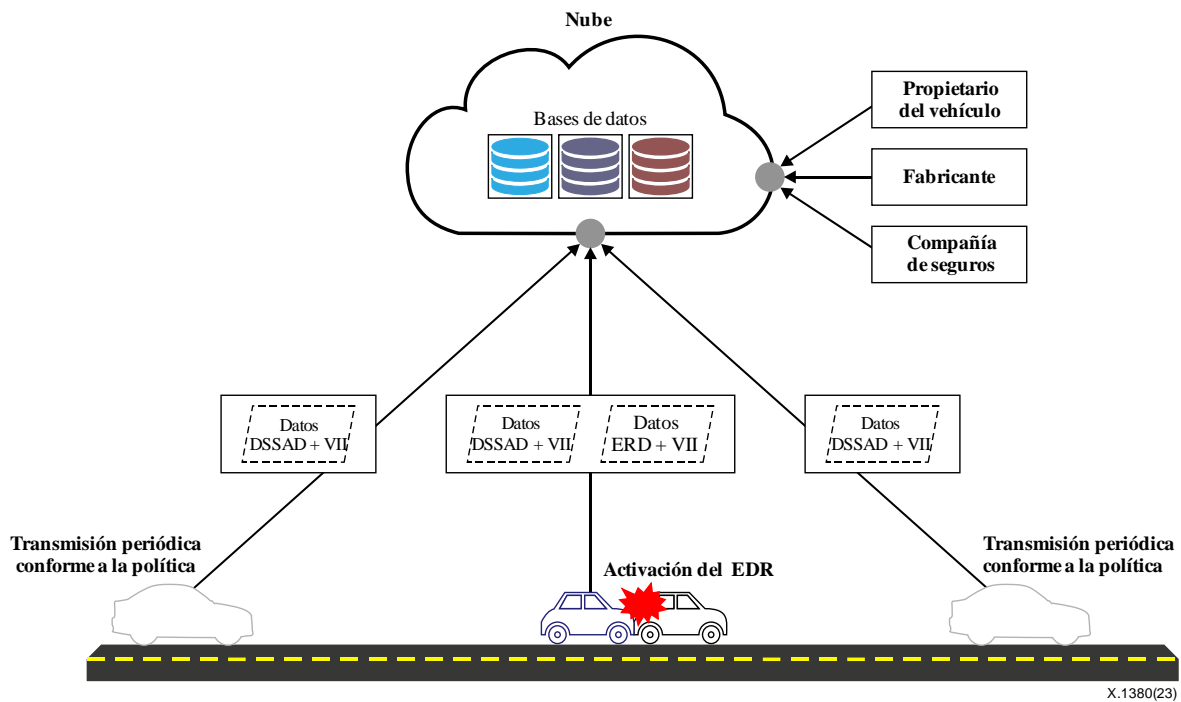 Nube
Bases de datos
Propietario
del vehículo
Fabricante
Compañía
de seguros
Datos
DSSAD + VII
Datos
DSSAD + VII
Datos
ERD + VII
Datos
DSSAD + VII
Transmisión periódica
conforme a la política
Activación del EDR
Transmisión periódica
conforme a la política
X.1380(23)